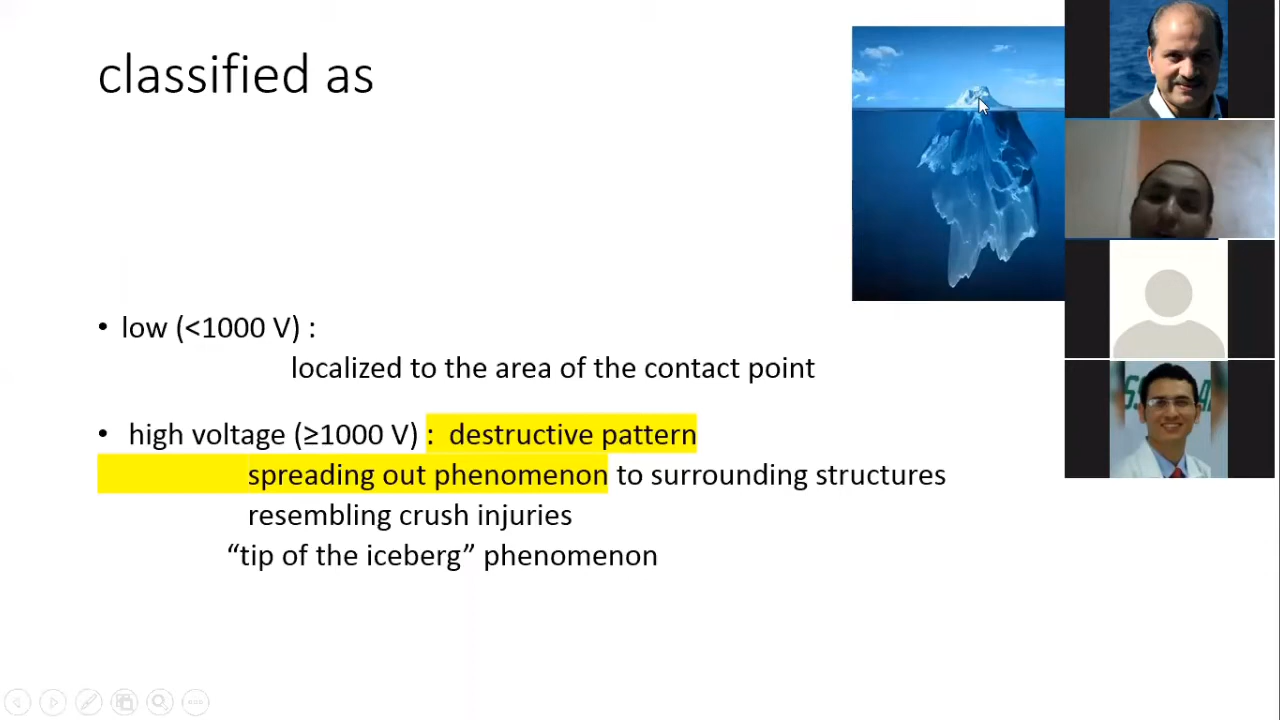 classified as
• low (<1000 V) :
localized to the area of the contact point
• high voltage (≥1000 V) : destructive pattern
spreading out phenomenon to surrounding structures
resembling crush injuries
“tip of the iceberg” phenomenon